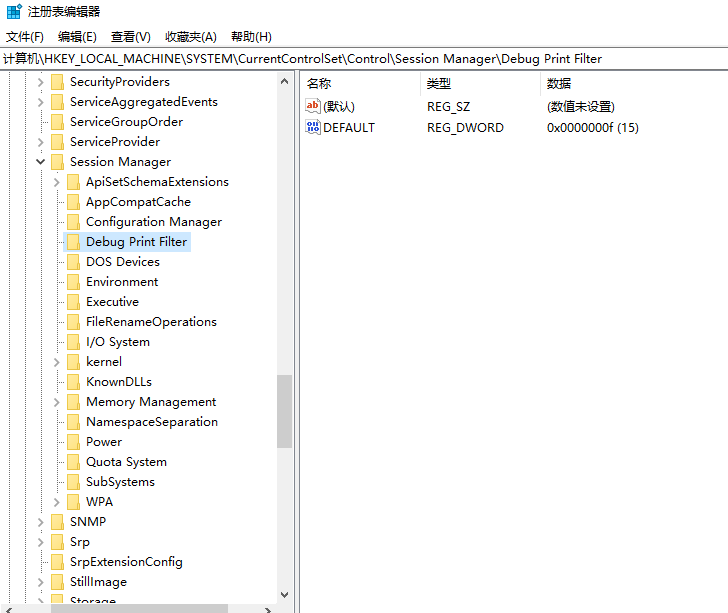 注册表编辑器
文件(F) 编辑(E) 查看(V) 收藏夹(A) 帮助(H)
计算机\HKEY_LOCAL_MACHINE\SYSTEM\CurrentControlSet\Control\Session Manager\Debug Print Filter
SecurityProviders
ServiceAggregatedEvents
ServiceGroupOrder
ServiceProvider
Session Manager
ApiSetSchemaExtensions
AppCompatCache
Configuration Manager
Debug Print Filter
DOS Devices
Environment
Executive
FileRenameOperations
I/O System
kernel
KnownDLLs
Memory Management
NamespaceSeparation
Power
Quota System
SubSystems
WPA
SNMP
Srp
SrpExtensionConfig
StillImage
Storage
名称 类型 数据
ab (默认) REG_SZ (数值未设置)
DEFAULT REG_DWORD 0x0000000f (15)